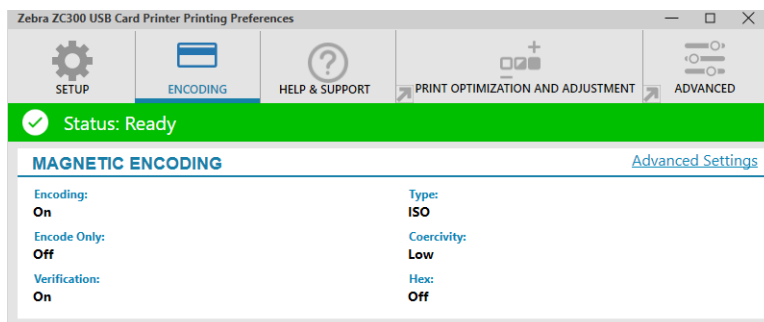 Zebra ZC300 USB Card Printer Printing Preferences
SETUP
ENCODING
HELP & SUPPORT
PRINT OPTIMIZATION AND ADJUSTMENT
ADVANCED
Status: Ready
MAGNETIC ENCODING
Advanced Settings
Encoding:
On
Type:
ISO
Encode Only:
Off
Coercivity:
Low
Verification:
On
Hex:
Off